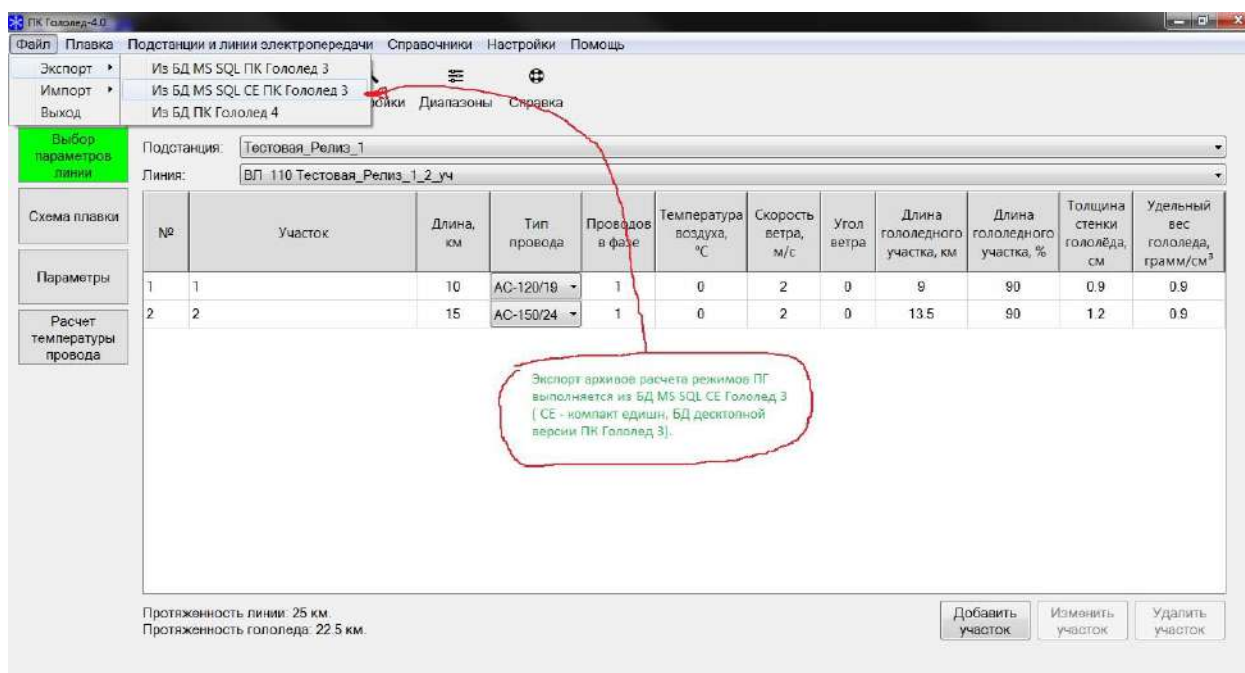 ПК Гололед-4.0
Файл Плавка Подстанции и линии электропередачи Справочники Настройки Помощь
Экспорт
Импорт
Выход
Из БД MS SQL ПК Гололед 3
Из БД MS SQL CE ПК Гололед 3
Из БД ПК Гололед 4
Диапазоны Справка
Выбор
параметров
линии
Схема плавки
Параметры
Расчет
температуры
провода
Подстанция: Тестовая_Релиз_1
Линия: ВЛ 110 Тестовая_Релиз_1_2_уч
№ Участок Длина, км Тип провода Проводов в фазе Температура воздуха, °C Скорость ветра, м/с Угол ветра Длина гололедного участка, км Длина гололедного участка, % Толщина стенки гололёда, см Удельный вес гололеда, грамм/см³
1 1 10 АС-120/19 1 0 2 0 9 90 0.9 0.9
2 2 15 АС-150/24 1 0 2 0 13.5 90 1.2 0.9
Экспорт архивов расчета режимов ПГ
выполняется из БД MS SQL CE Гололед 3
( CE - компакт едишн, БД десктопной
версии ПК Гололед 3).
Протяженность линии: 25 км.
Протяженность гололеда: 22.5 км.
Добавить
участок
Изменить
участок
Удалить
участок